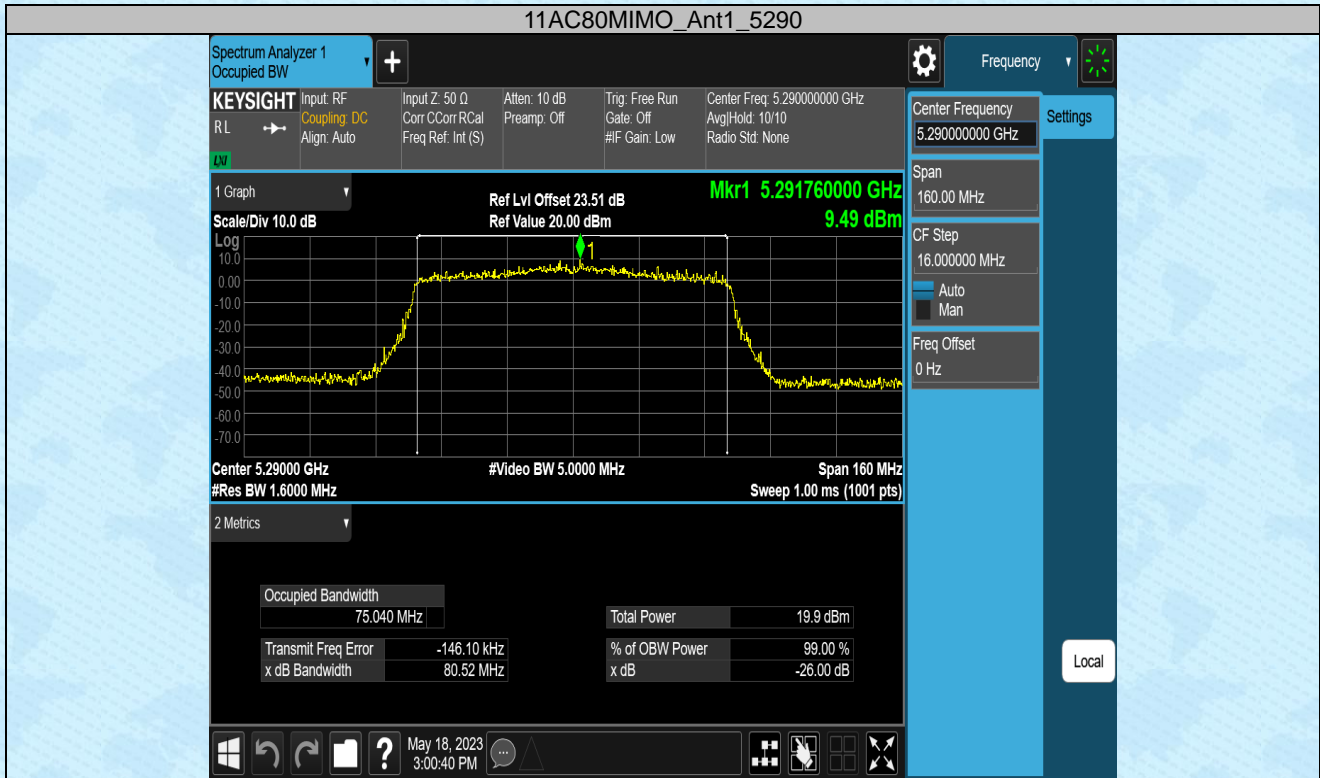 11AC80MIMO_Ant1_5290
Spectrum Analyzer 1
Occupied BW
+
Frequency
KEYSIGHT
R L
LXI
Input: RF
Coupling: DC
Align: Auto
Input Z: 50 Ω
Corr CCorr RCal
Freq Ref: Int (S)
Atten: 10 dB
Preamp: Off
Trig: Free Run
Gate: Off
#IF Gain: Low
Center Freq: 5.290000000 GHz
Avg|Hold: 10/10
Radio Std: None
Center Frequency
5.290000000 GHz
Settings
Span
160.00 MHz
CF Step
16.000000 MHz
Auto
Man
Freq Offset
0 Hz
Local
1 Graph
Scale/Div 10.0 dB
Ref Lvl Offset 23.51 dB
Ref Value 20.00 dBm
Mkr1 5.291760000 GHz
9.49 dBm
Log
10.0
0.00
-10.0
-20.0
-30.0
-40.0
-50.0
-60.0
-70.0
1
Center 5.29000 GHz
#Video BW 5.0000 MHz
Span 160 MHz
#Res BW 1.6000 MHz
Sweep 1.00 ms (1001 pts)
2 Metrics
Occupied Bandwidth
75.040 MHz
Total Power 19.9 dBm
Transmit Freq Error -146.10 kHz
% of OBW Power 99.00 %
x dB Bandwidth 80.52 MHz
x dB -26.00 dB
?
May 18, 2023
3:00:40 PM